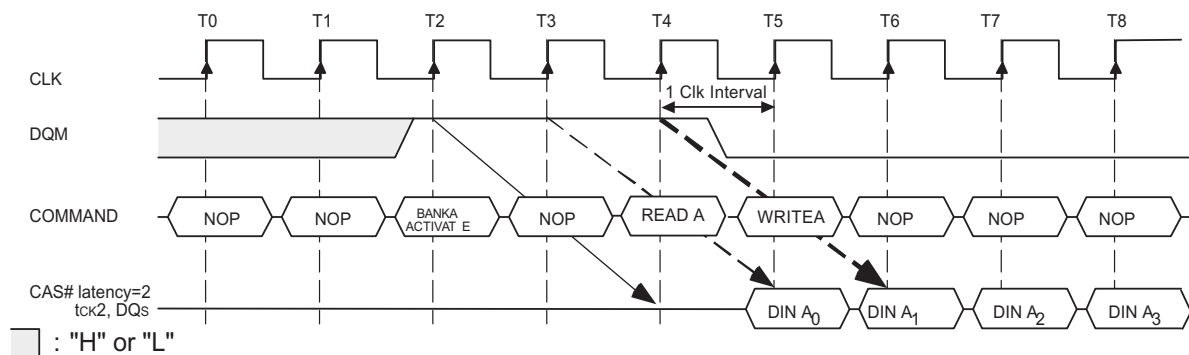 T0 T1 T2 T3 T4 T5 T6 T7 T8
CLK
1 Clk Interval
DQM
COMMAND NOP NOP BANKA ACTIVAT E NOP READ A WRITEA NOP NOP NOP
CAS# latency=2
tCK2, DQs
DIN A0 DIN A1 DIN A2 DIN A3
: "H" or "L"